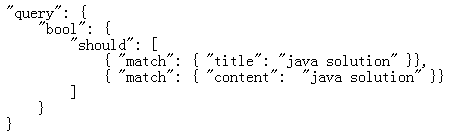 "query": {
    "bool": {
        "should": [
            { "match": { "title": "java solution" }},
            { "match": { "content":  "java solution" }}
        ]
    }
}